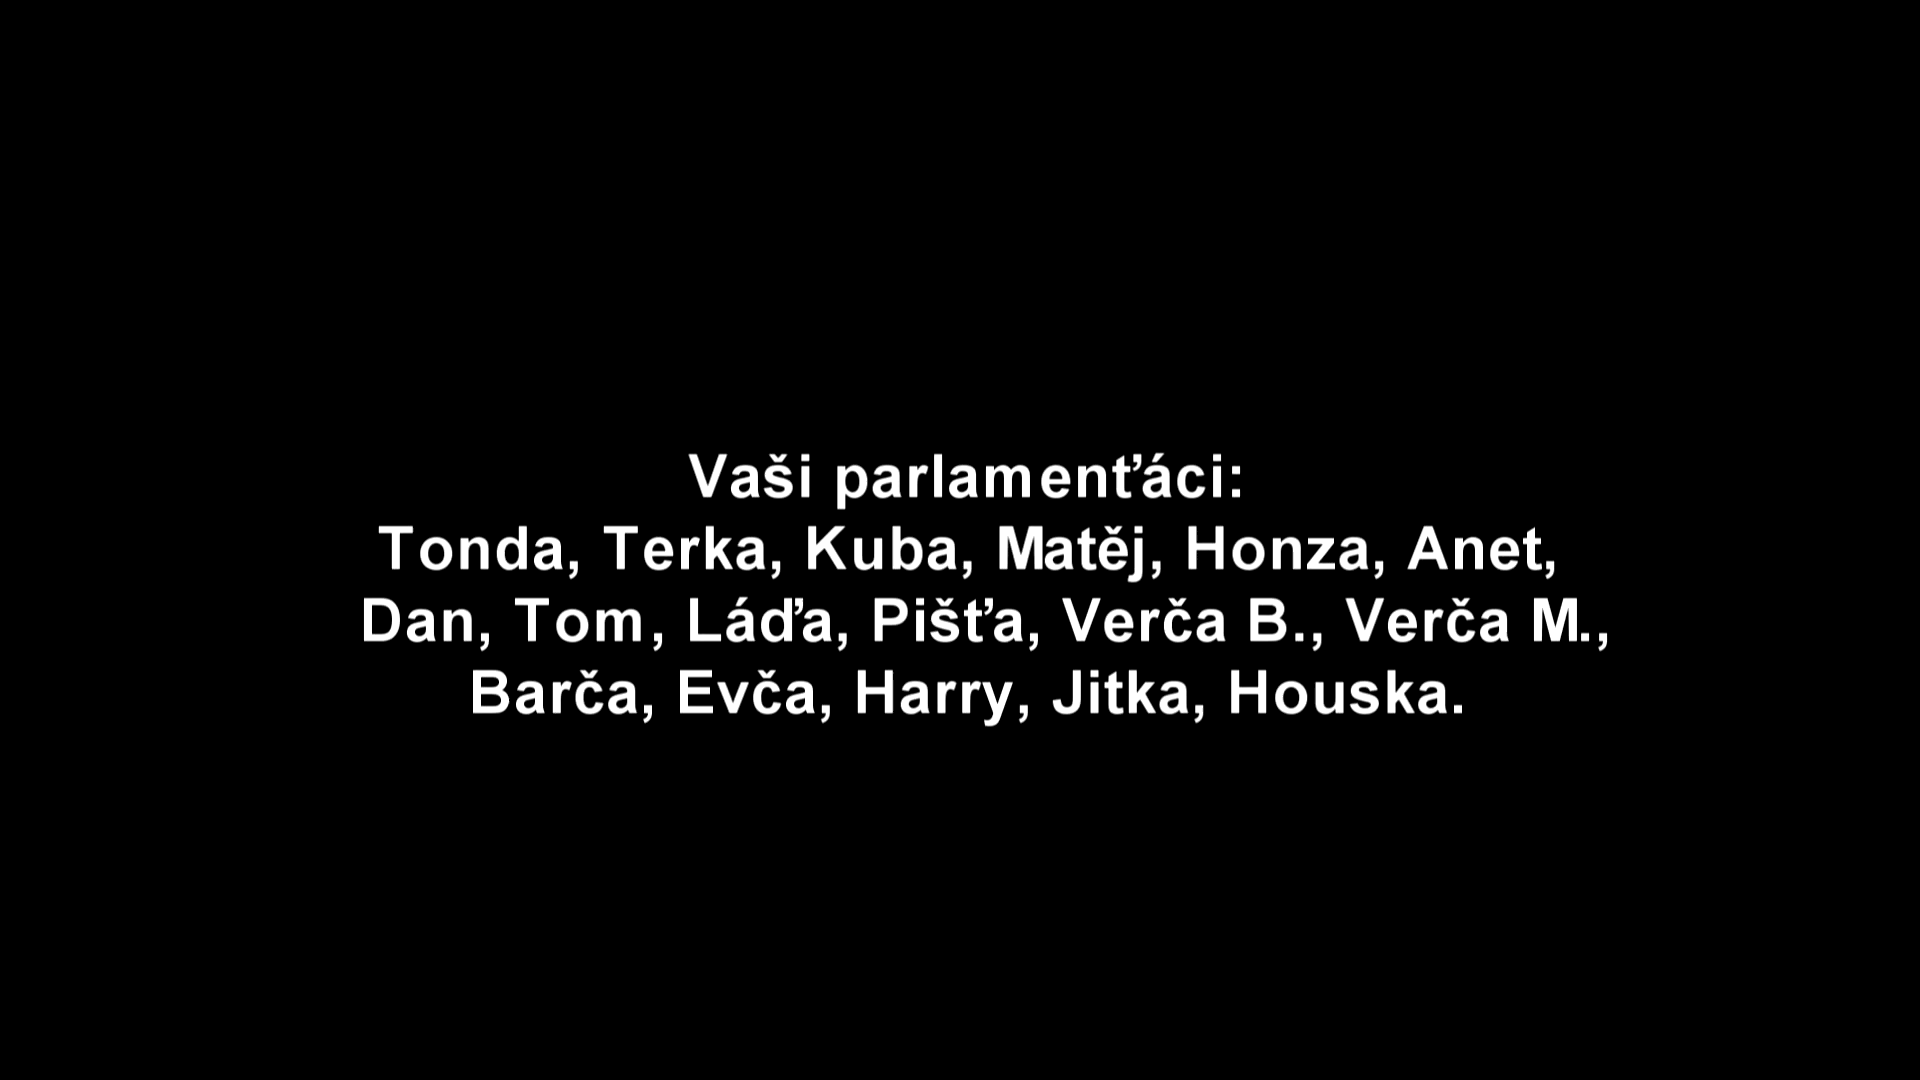 Vaši parlamenťáci:
Tonda, Terka, Kuba, Matěj, Honza, Anet,
Dan, Tom, Láďa, Pišťa, Verča B., Verča M.,
Barča, Evča, Harry, Jitka, Houska.